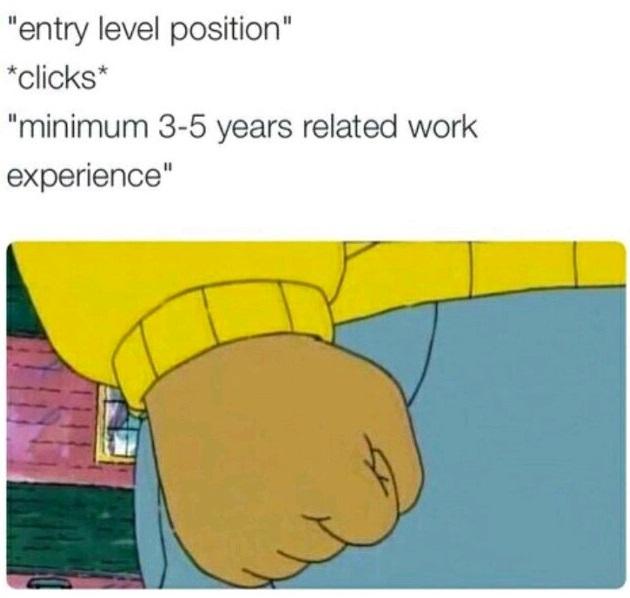 "entry level position"
*clicks*
"minimum 3-5 years related work
experience"